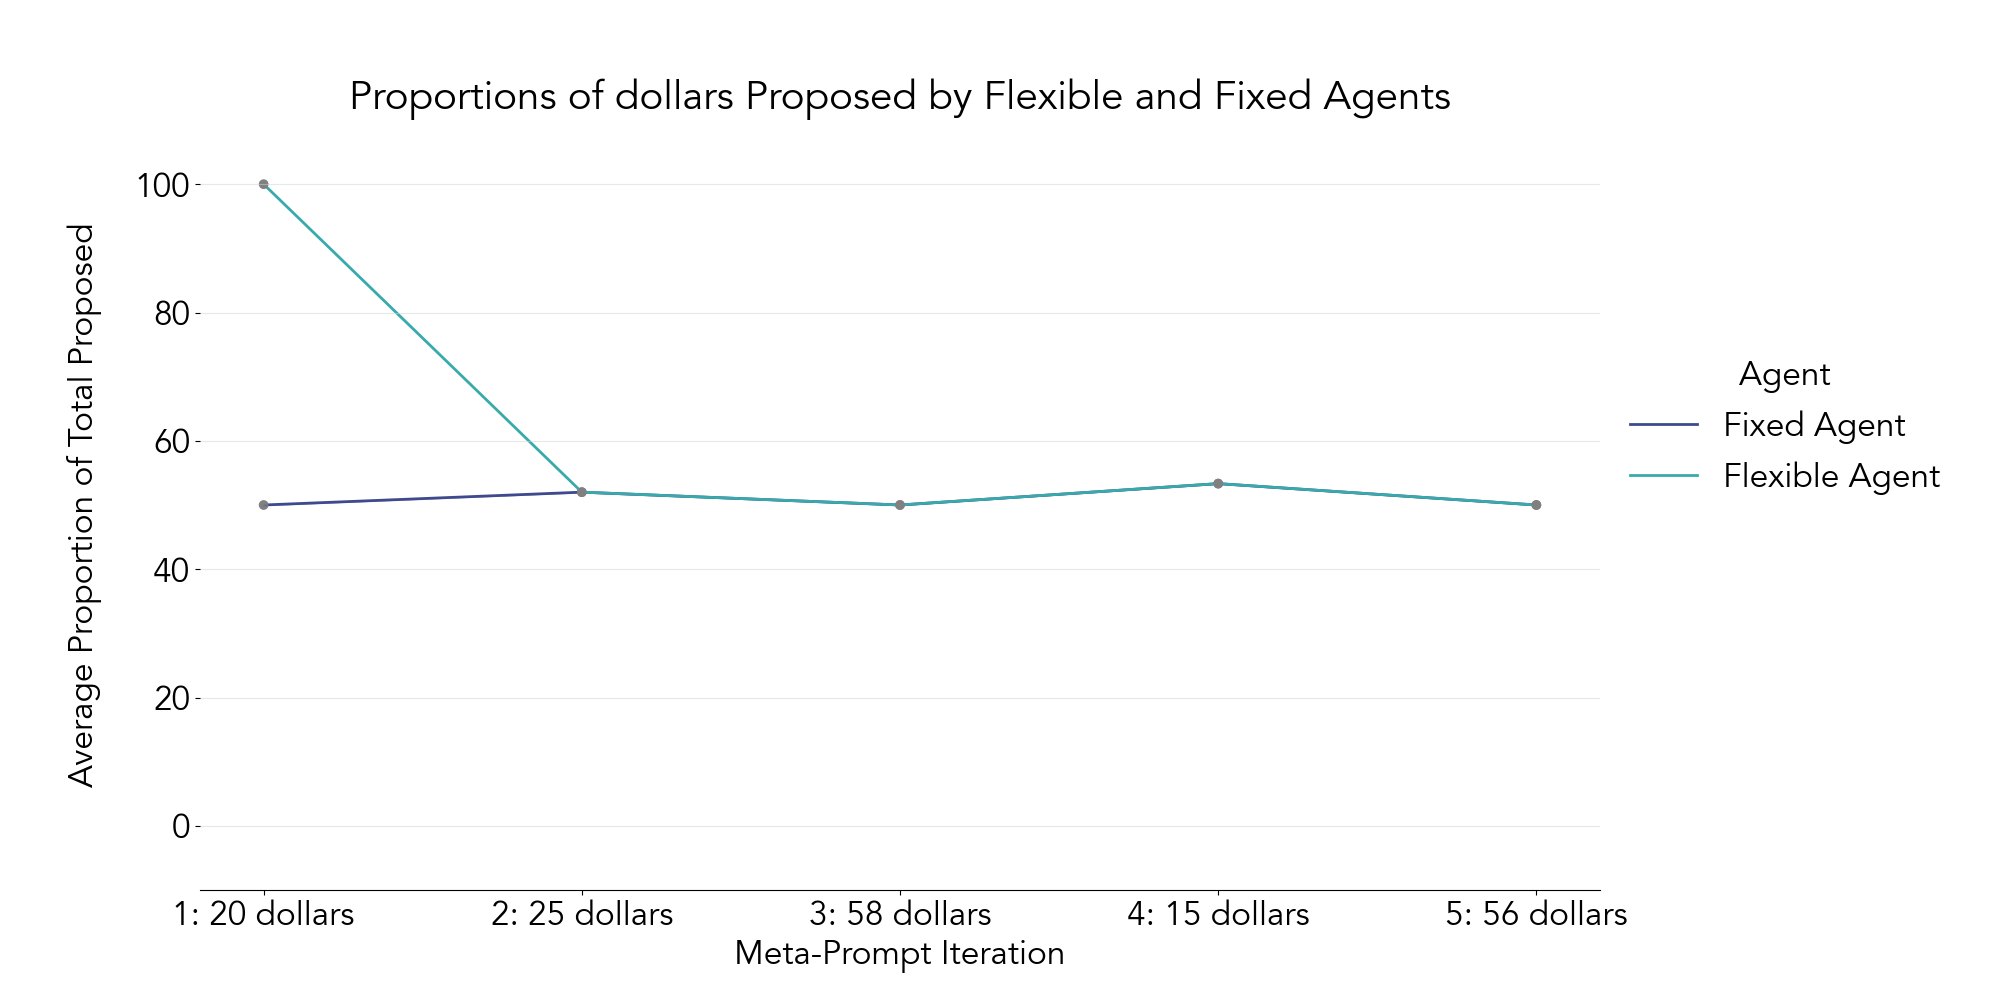 Proportions of dollars Proposed by Flexible and Fixed Agents
Average Proportion of Total Proposed
100
80
60
40
20
0
1: 20 dollars
2: 25 dollars
3: 58 dollars
4: 15 dollars
5: 56 dollars
Meta-Prompt Iteration
Agent
Fixed Agent
Flexible Agent